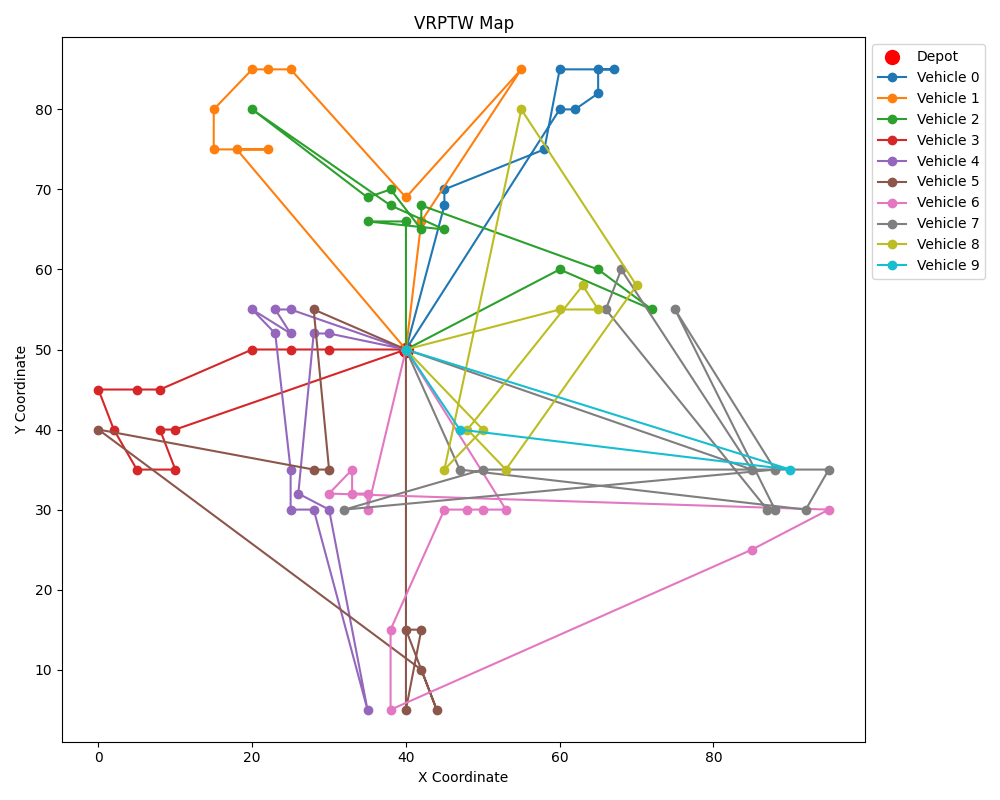 VRPTW Map
Depot
Vehicle 0
Vehicle 1
Vehicle 2
Vehicle 3
Vehicle 4
Vehicle 5
Vehicle 6
Vehicle 7
Vehicle 8
Vehicle 9
Y Coordinate
80
70
60
50
40
30
20
10
0 20 40 60 80
X Coordinate